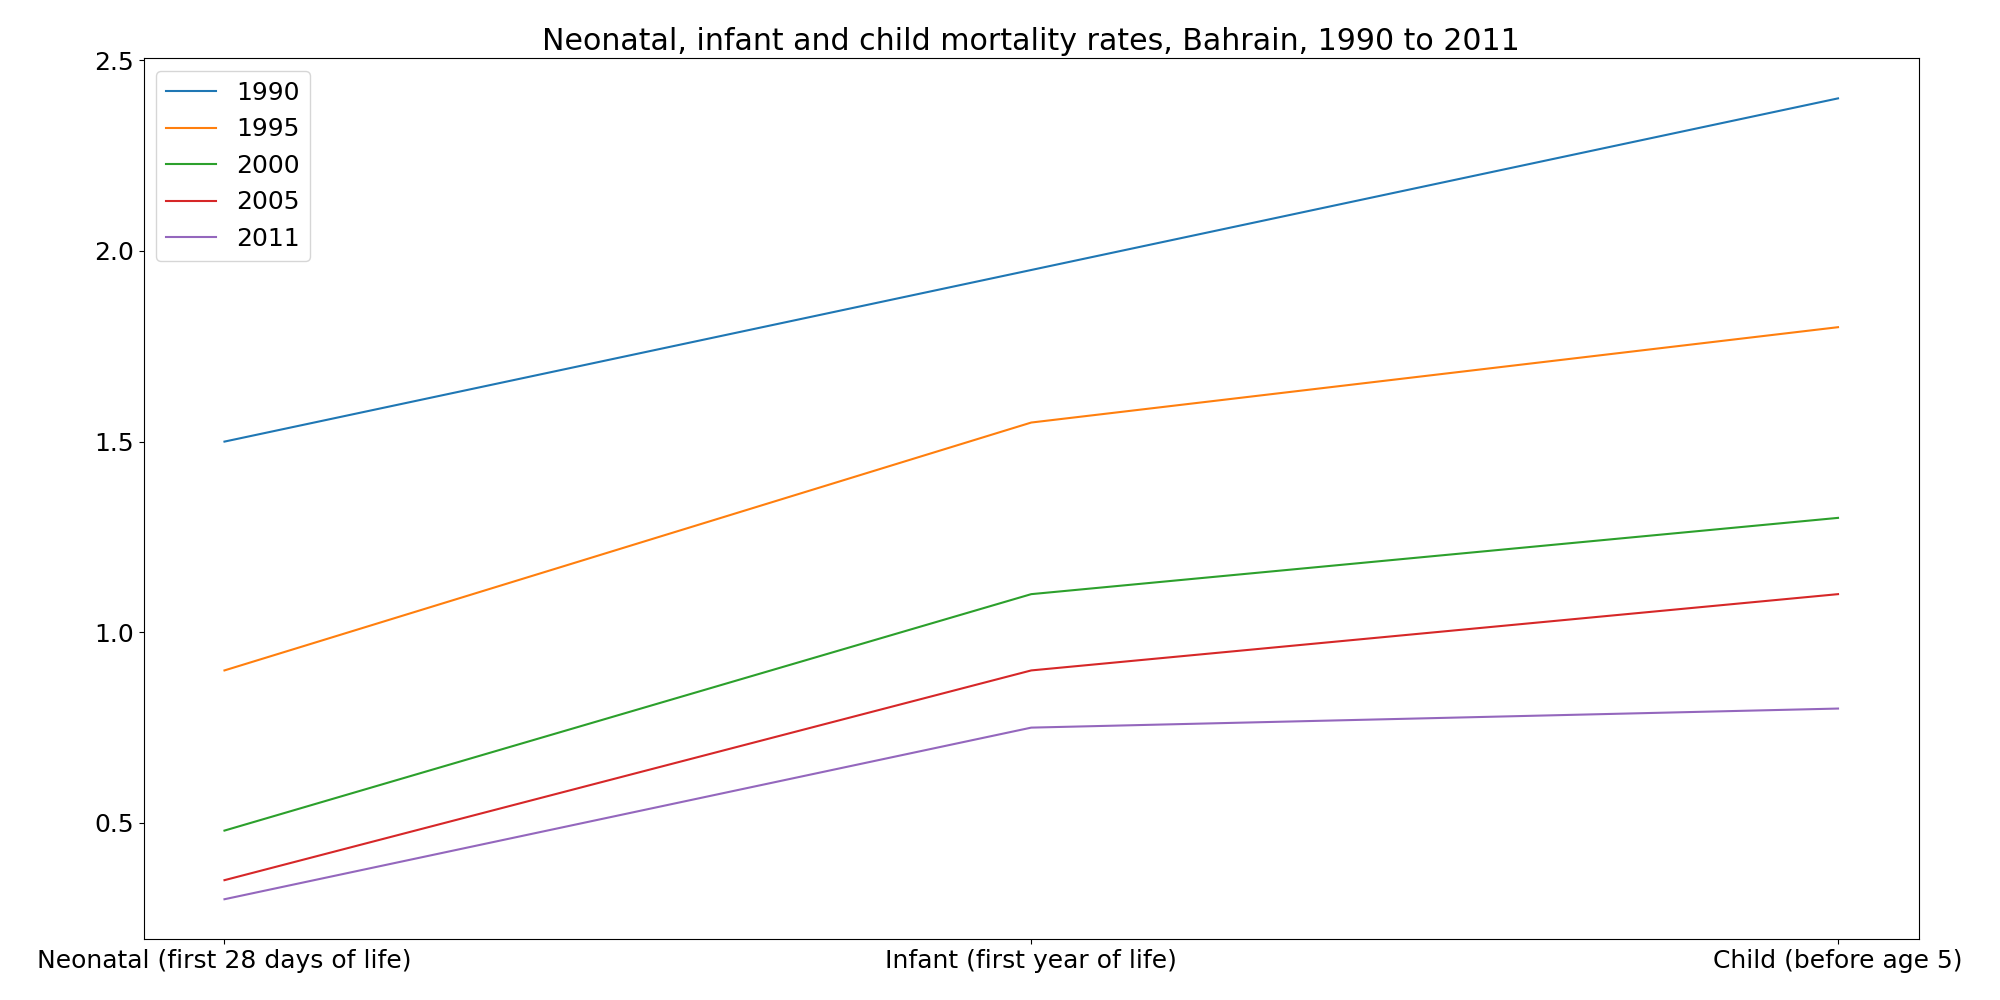 Neonatal, infant and child mortality rates, Bahrain, 1990 to 2011
2.5
2.0
1.5
1.0
0.5
1990
1995
2000
2005
2011
Neonatal (first 28 days of life)
Infant (first year of life)
Child (before age 5)